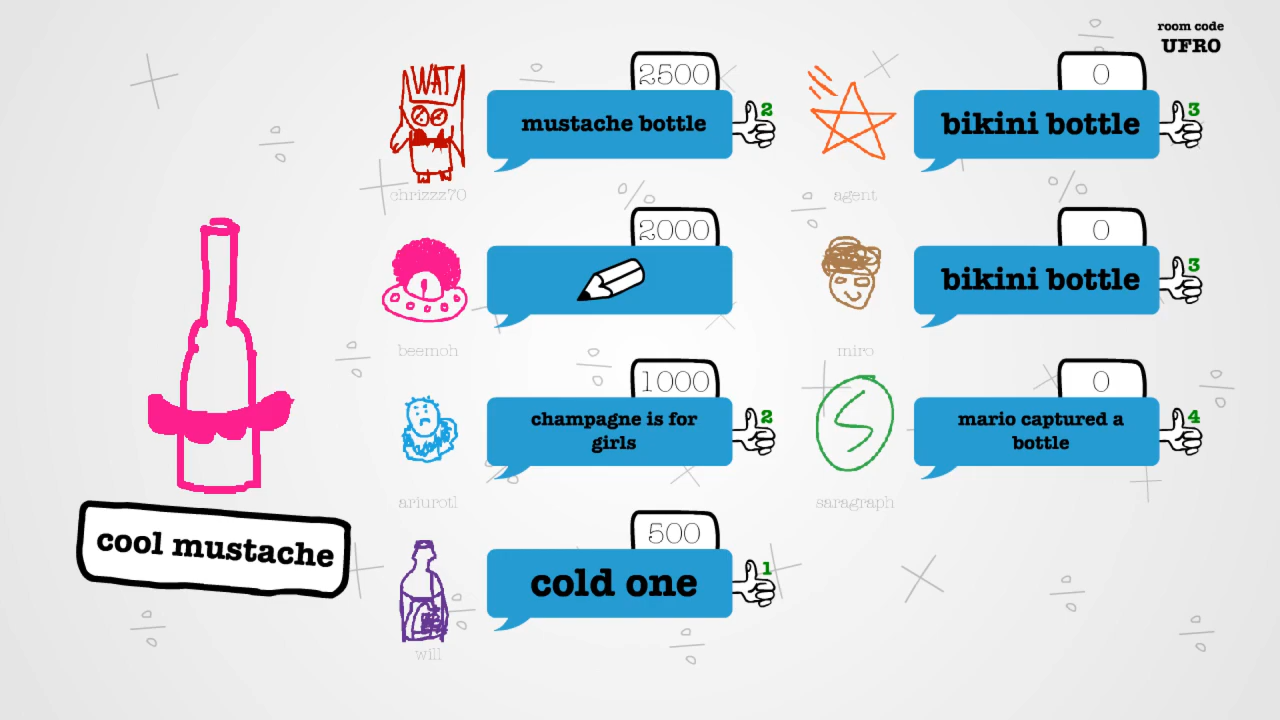 room code
UFRO
WAT
2500
mustache bottle
2
chrizzz70
0
bikini bottle
3
agent
2000
beemoh
0
bikini bottle
3
miro
1000
champagne is for
girls
2
ariurotl
0
mario captured a
bottle
4
S
saragraph
500
cold one
1
will
cool mustache